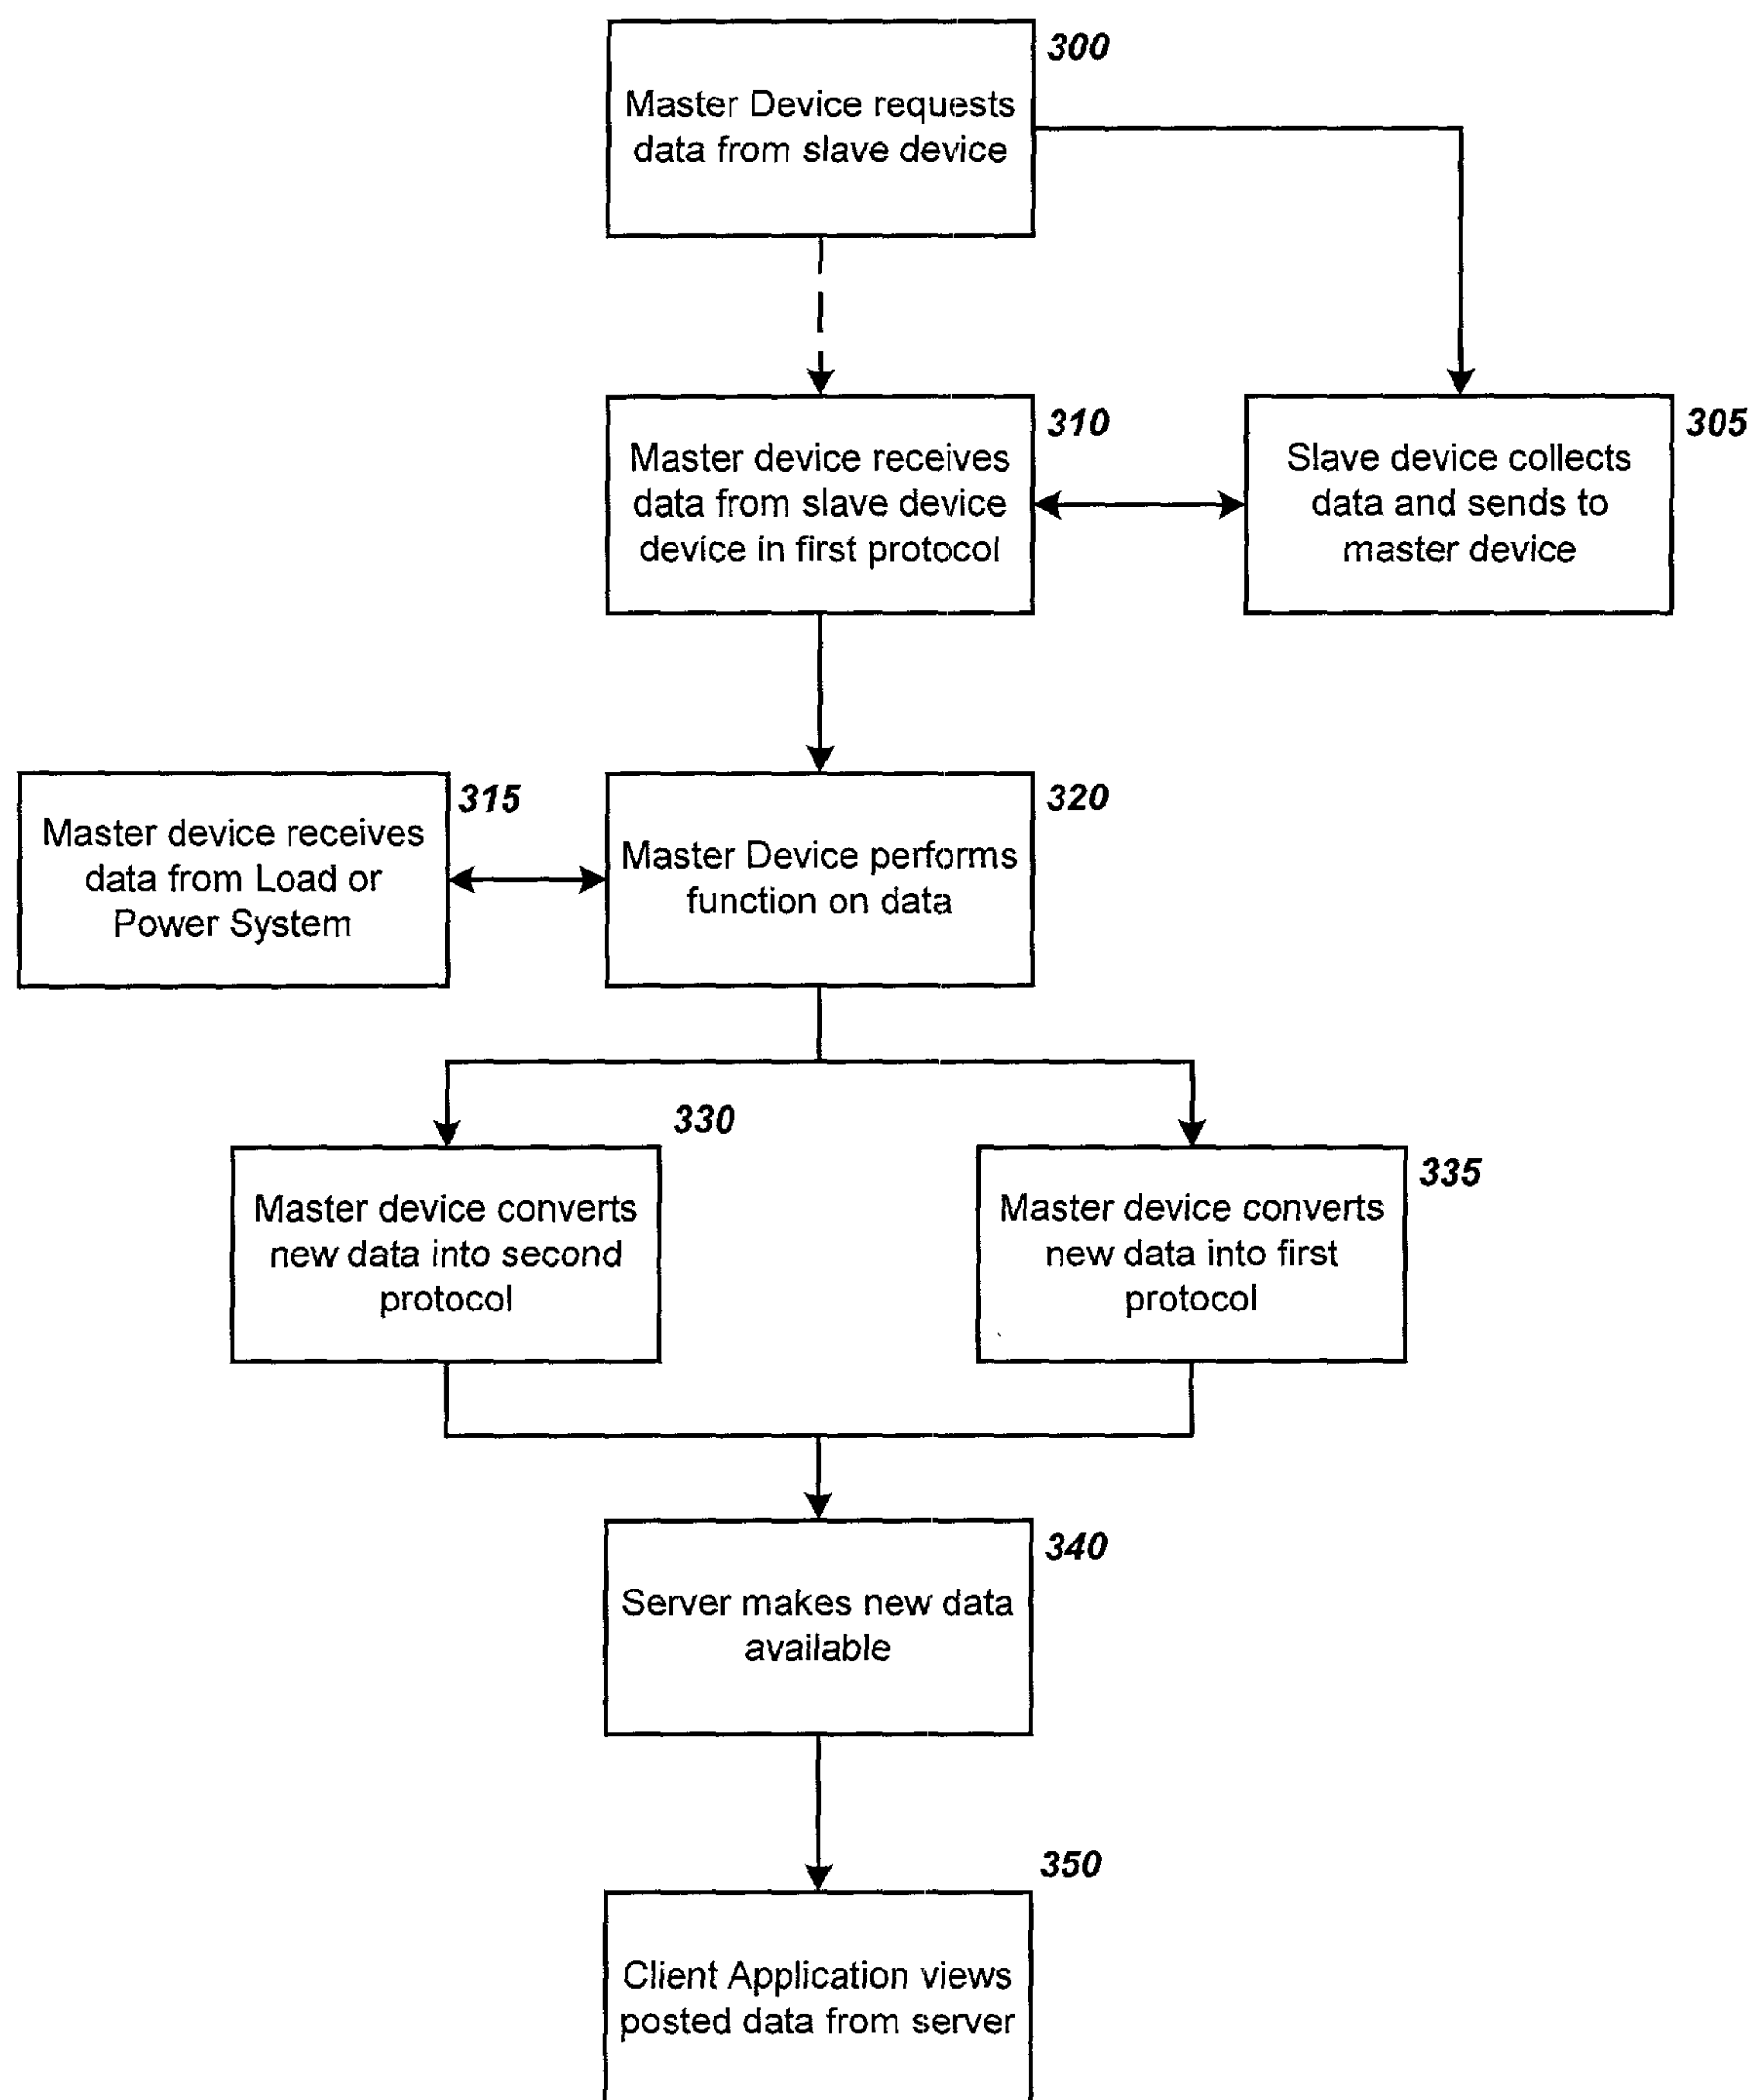 300
Master Device requests
data from slave device
310
Master device receives
data from slave device
device in first protocol
305
Slave device collects
data and sends to
master device
315
Master device receives
data from Load or
Power System
320
Master Device performs
function on data
330
Master device converts
new data into second
protocol
335
Master device converts
new data into first
protocol
340
Server makes new data
available
350
Client Application views
posted data from server